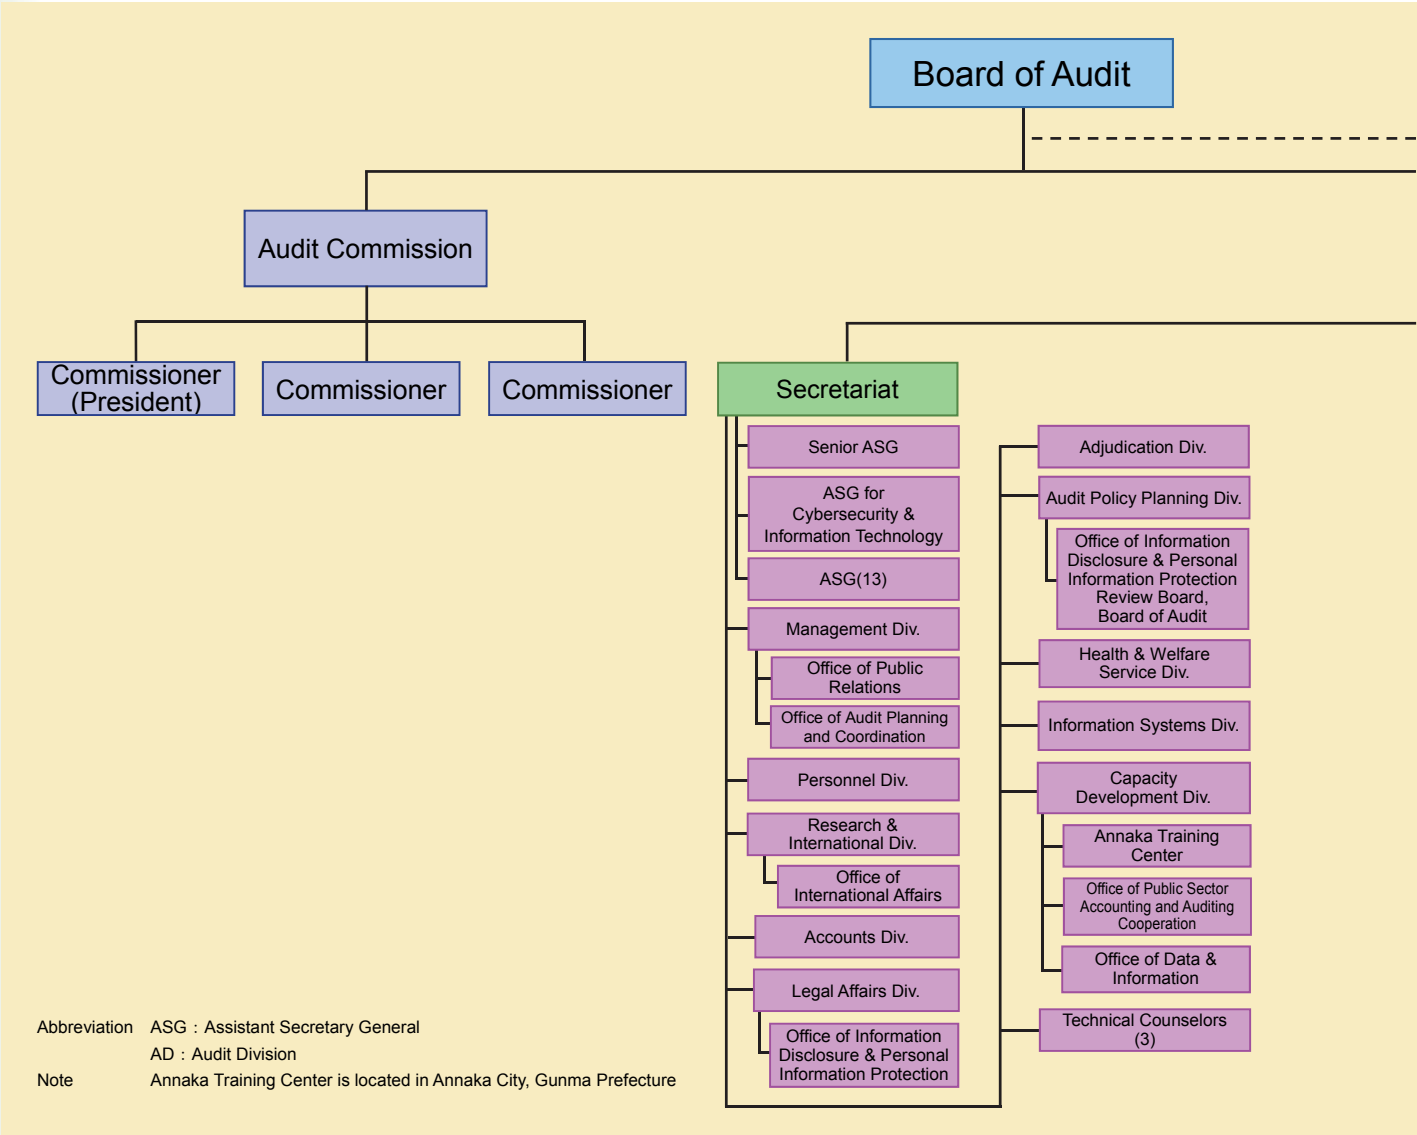 Board of Audit
Audit Commission
Commissioner
(President)
Commissioner
Commissioner
Secretariat
Senior ASG
ASG for
Cybersecurity &
Information Technology
ASG(13)
Management Div.
Office of Public
Relations
Office of Audit Planning
and Coordination
Personnel Div.
Research &
International Div.
Office of
International Affairs
Accounts Div.
Legal Affairs Div.
Office of Information
Disclosure & Personal
Information Protection
Adjudication Div.
Audit Policy Planning Div.
Office of Information
Disclosure & Personal
Information Protection
Review Board,
Board of Audit
Health & Welfare
Service Div.
Information Systems Div.
Capacity
Development Div.
Annaka Training
Center
Office of Public Sector
Accounting and Auditing
Cooperation
Office of Data &
Information
Technical Counselors
(3)
Abbreviation ASG : Assistant Secretary General
AD : Audit Division
Note Annaka Training Center is located in Annaka City, Gunma Prefecture